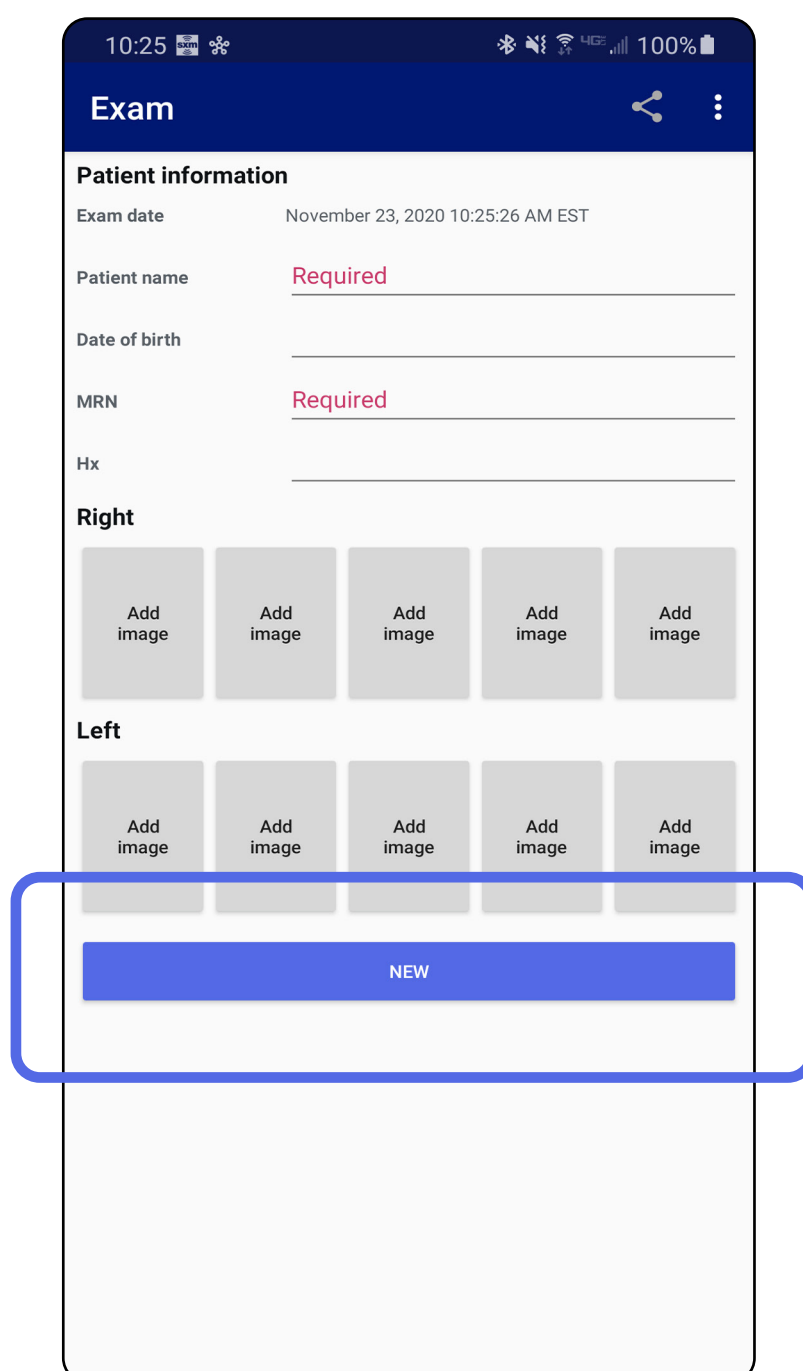 10:25 sxm 4GE 100%
Exam
Patient information
Exam date November 23, 2020 10:25:26 AM EST
Patient name Required
Date of birth
MRN Required
Hx
Right
Add image Add image Add image Add image Add image
Left
Add image Add image Add image Add image Add image
NEW